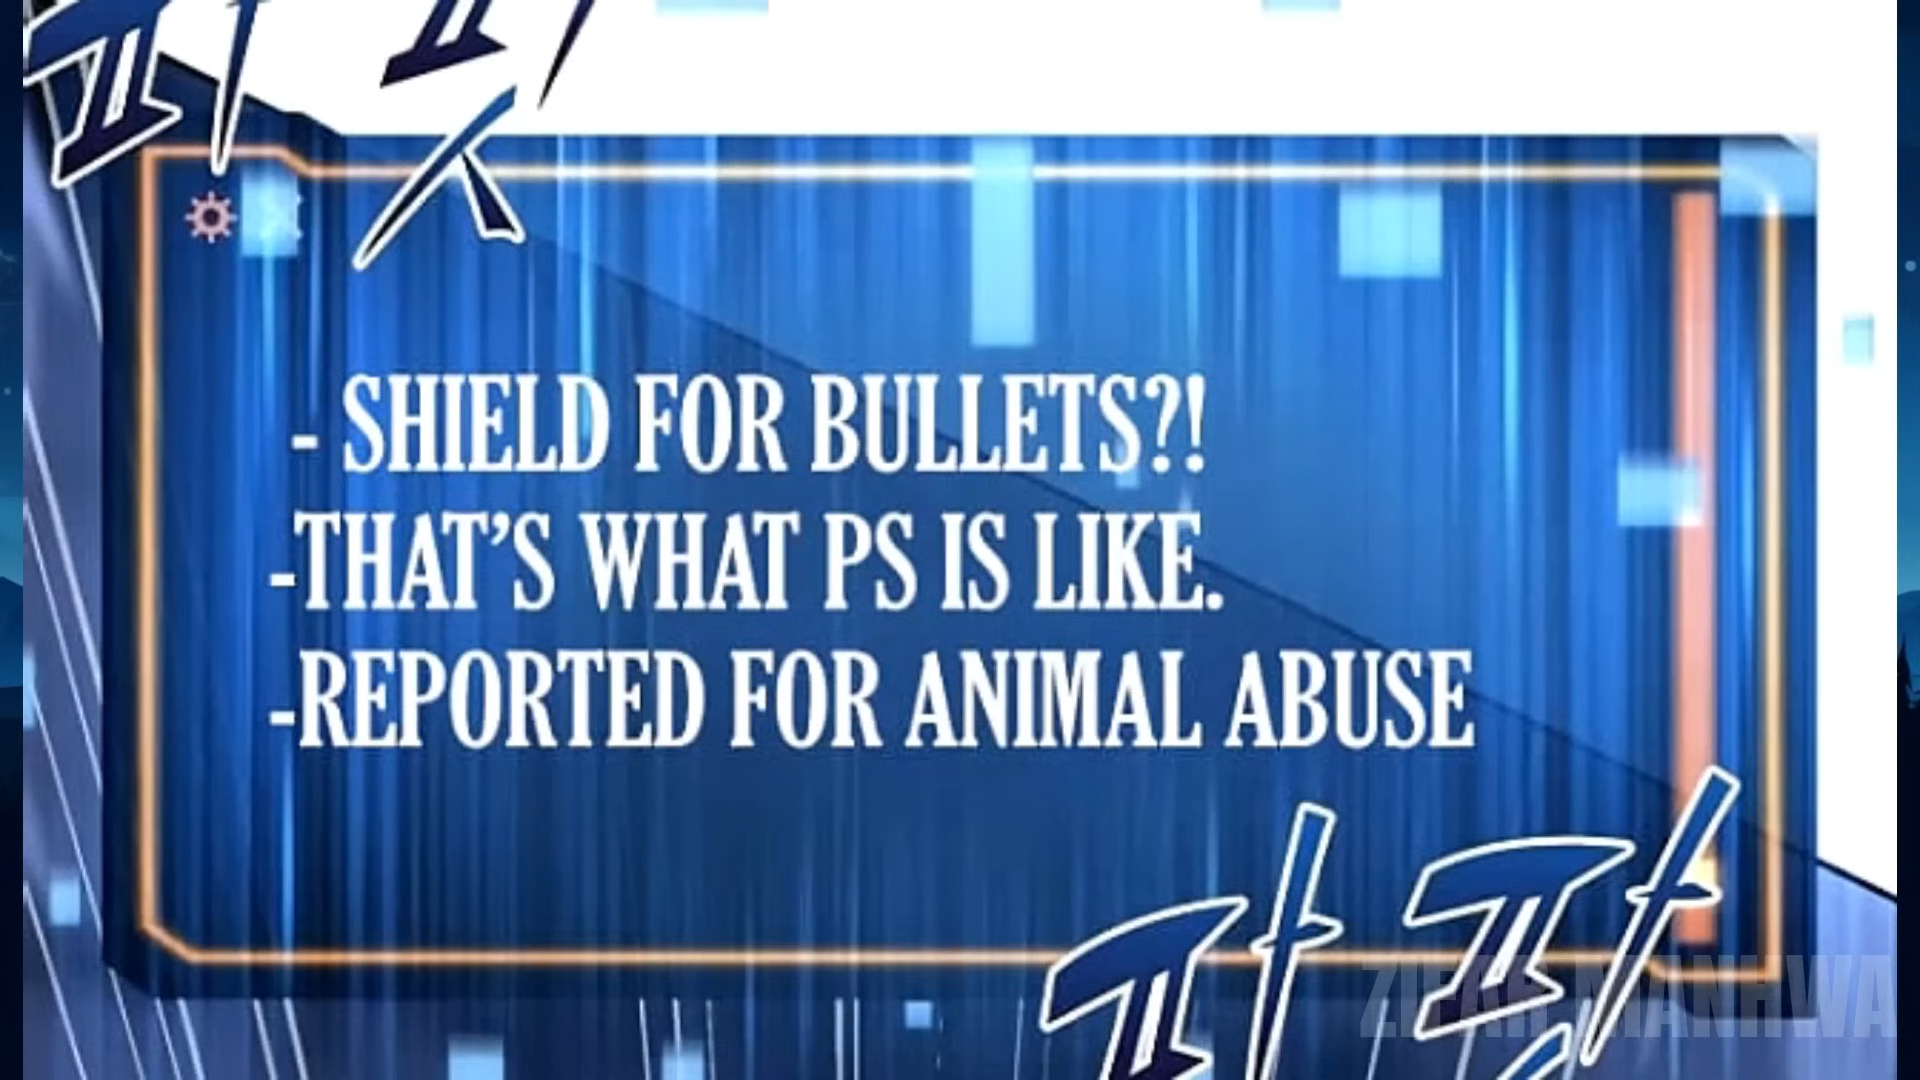 파 팟
- SHIELD FOR BULLETS?!
-THAT'S WHAT PS IS LIKE.
-REPORTED FOR ANIMAL ABUSE
파 팟